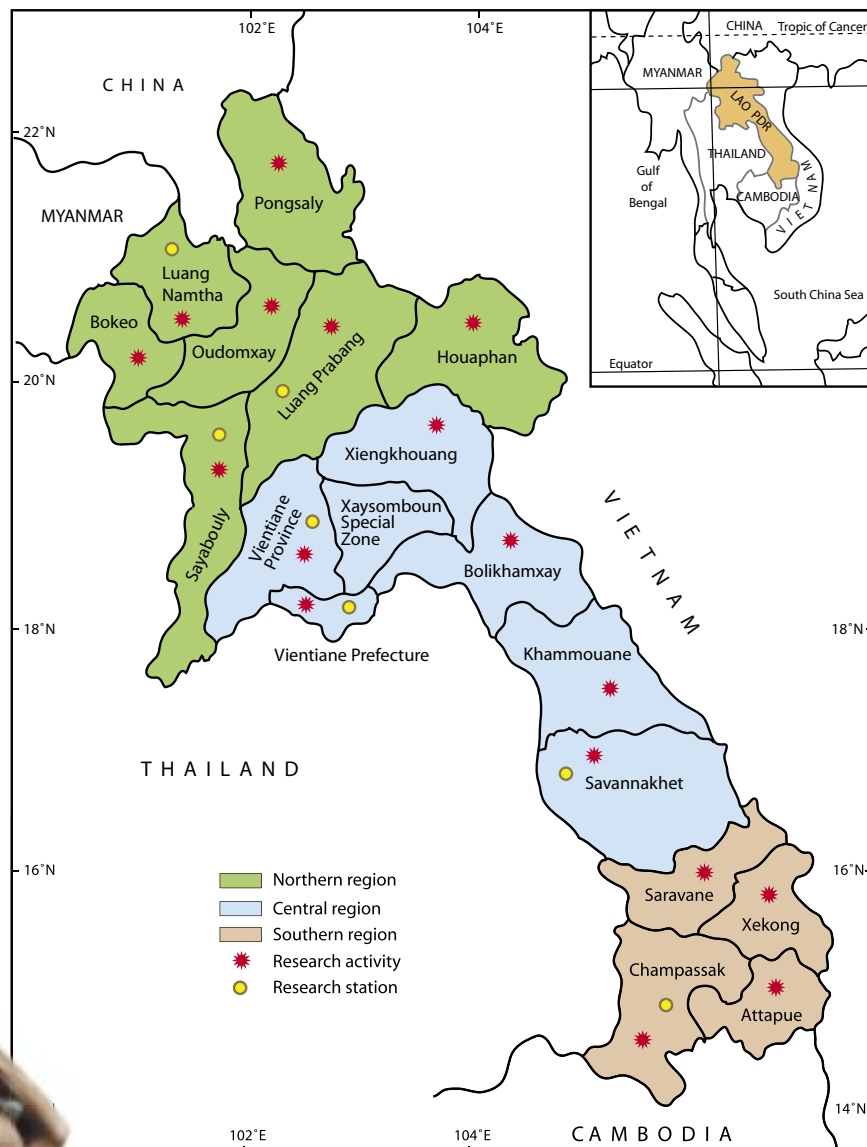 102°E
104°E
CHINA
22°N
MYANMAR
Pongsaly
Luang
Namtha
Bokeo
Oudomxay
Luang Prabang
Houaphan
20°N
Xiengkhouang
Sayabouly
Vientiane
Province
Xaysomboun
Special
Zone
Bolikhamxay
VIETNAM
18°N
18°N
Vientiane Prefecture
Khammouane
THAILAND
Savannakhet
16°N
16°N
Saravane
Xekong
Champassak
Attapue
Northern region
Central region
Southern region
Research activity
Research station
14°N
102°E
104°E
CAMBODIA
CHINA
Tropic of Cancer
MYANMAR
LAO PDR
THAILAND
Gulf
of
Bengal
CAMBODIA
VIETNAM
South China Sea
Equator